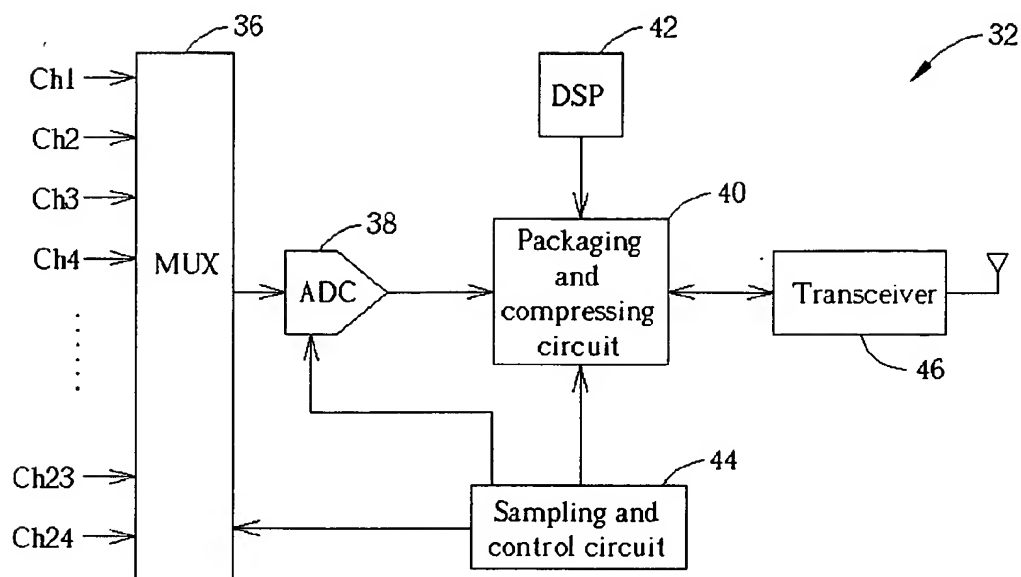 36
42
32
Ch1
DSP
Ch2
Ch3
40
38
Packaging
and
compressing
circuit
Ch4
MUX
ADC
Transceiver
46
Ch23
44
Sampling and
control circuit
Ch24